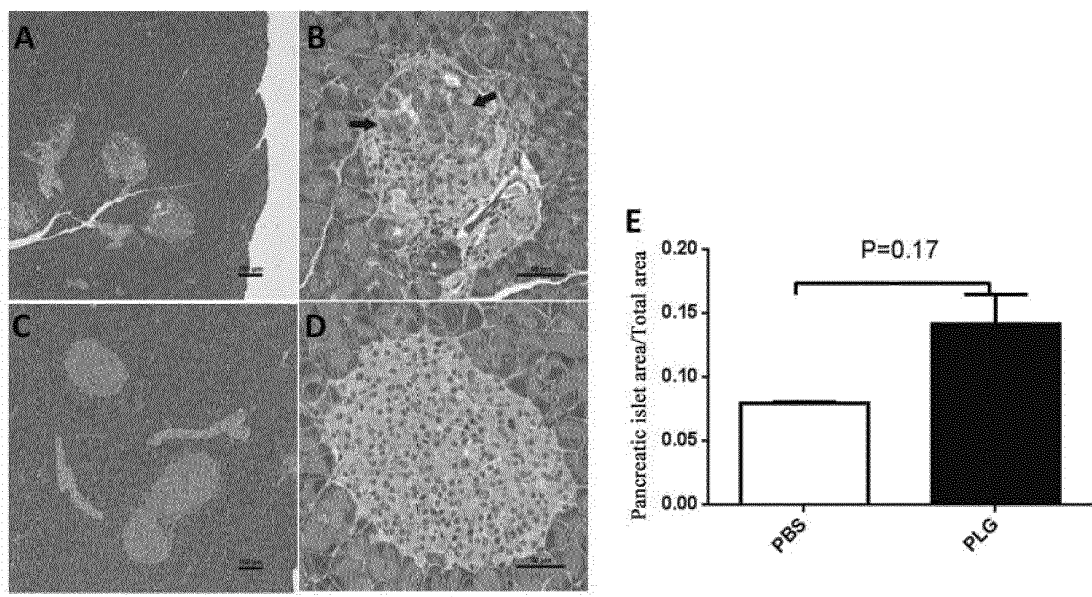 A
B
C
D
E
P=0.17
Pancreatic islet area/Total area
0.20
0.15
0.10
0.05
0.00
PBS
PLG